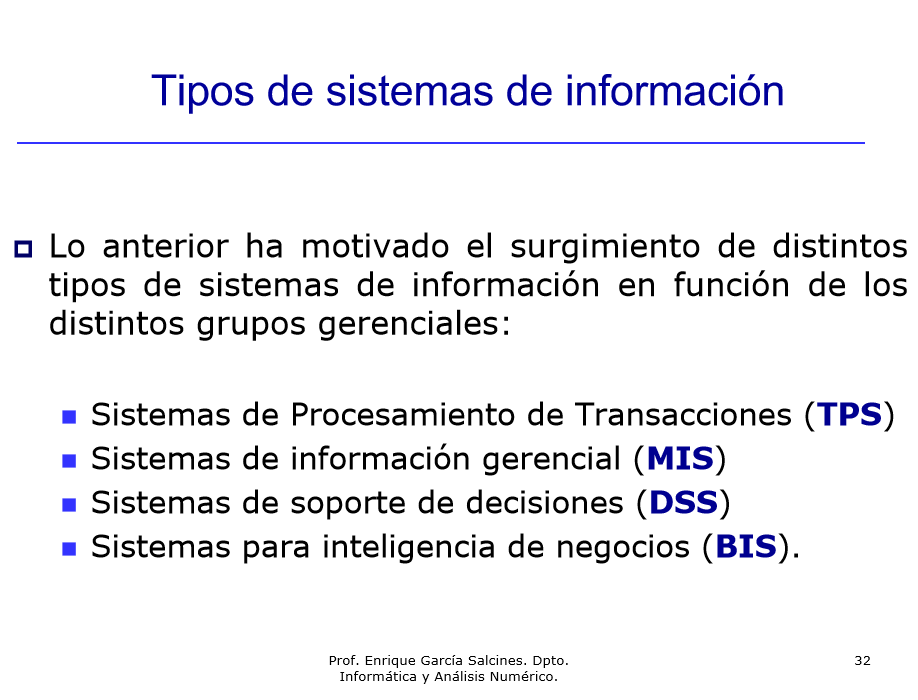 Tipos de sistemas de información
Lo anterior ha motivado el surgimiento de distintos
tipos de sistemas de información en función de los
distintos grupos gerenciales:
Sistemas de Procesamiento de Transacciones (TPS)
Sistemas de información gerencial (MIS)
Sistemas de soporte de decisiones (DSS)
Sistemas para inteligencia de negocios (BIS).
Prof. Enrique García Salcines. Dpto.
Informática y Análisis Numérico.
32